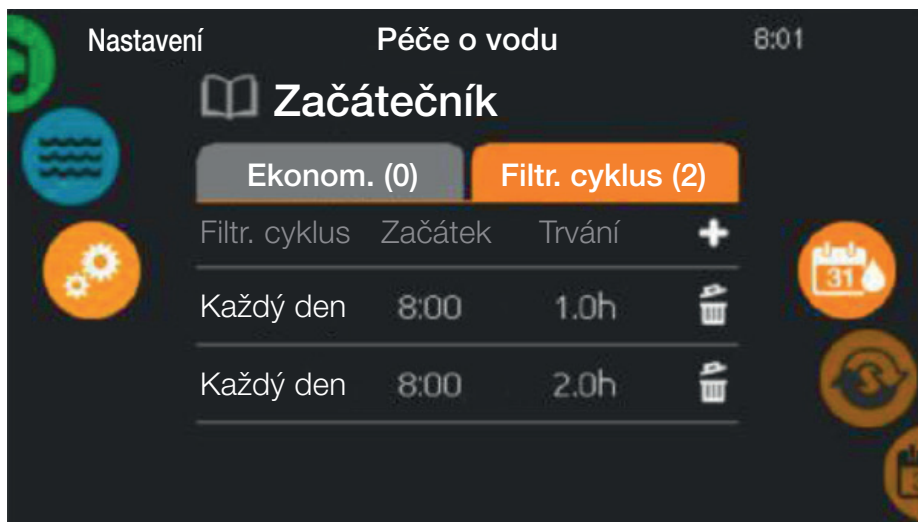 Nastavení Péče o vodu 8:01
Začátečník
Ekonom. (0) Filtr. cyklus (2)
Filtr. cyklus Začátek Trvání +
31
Každý den 8:00 1.0h
S
Každý den 8:00 2.0h